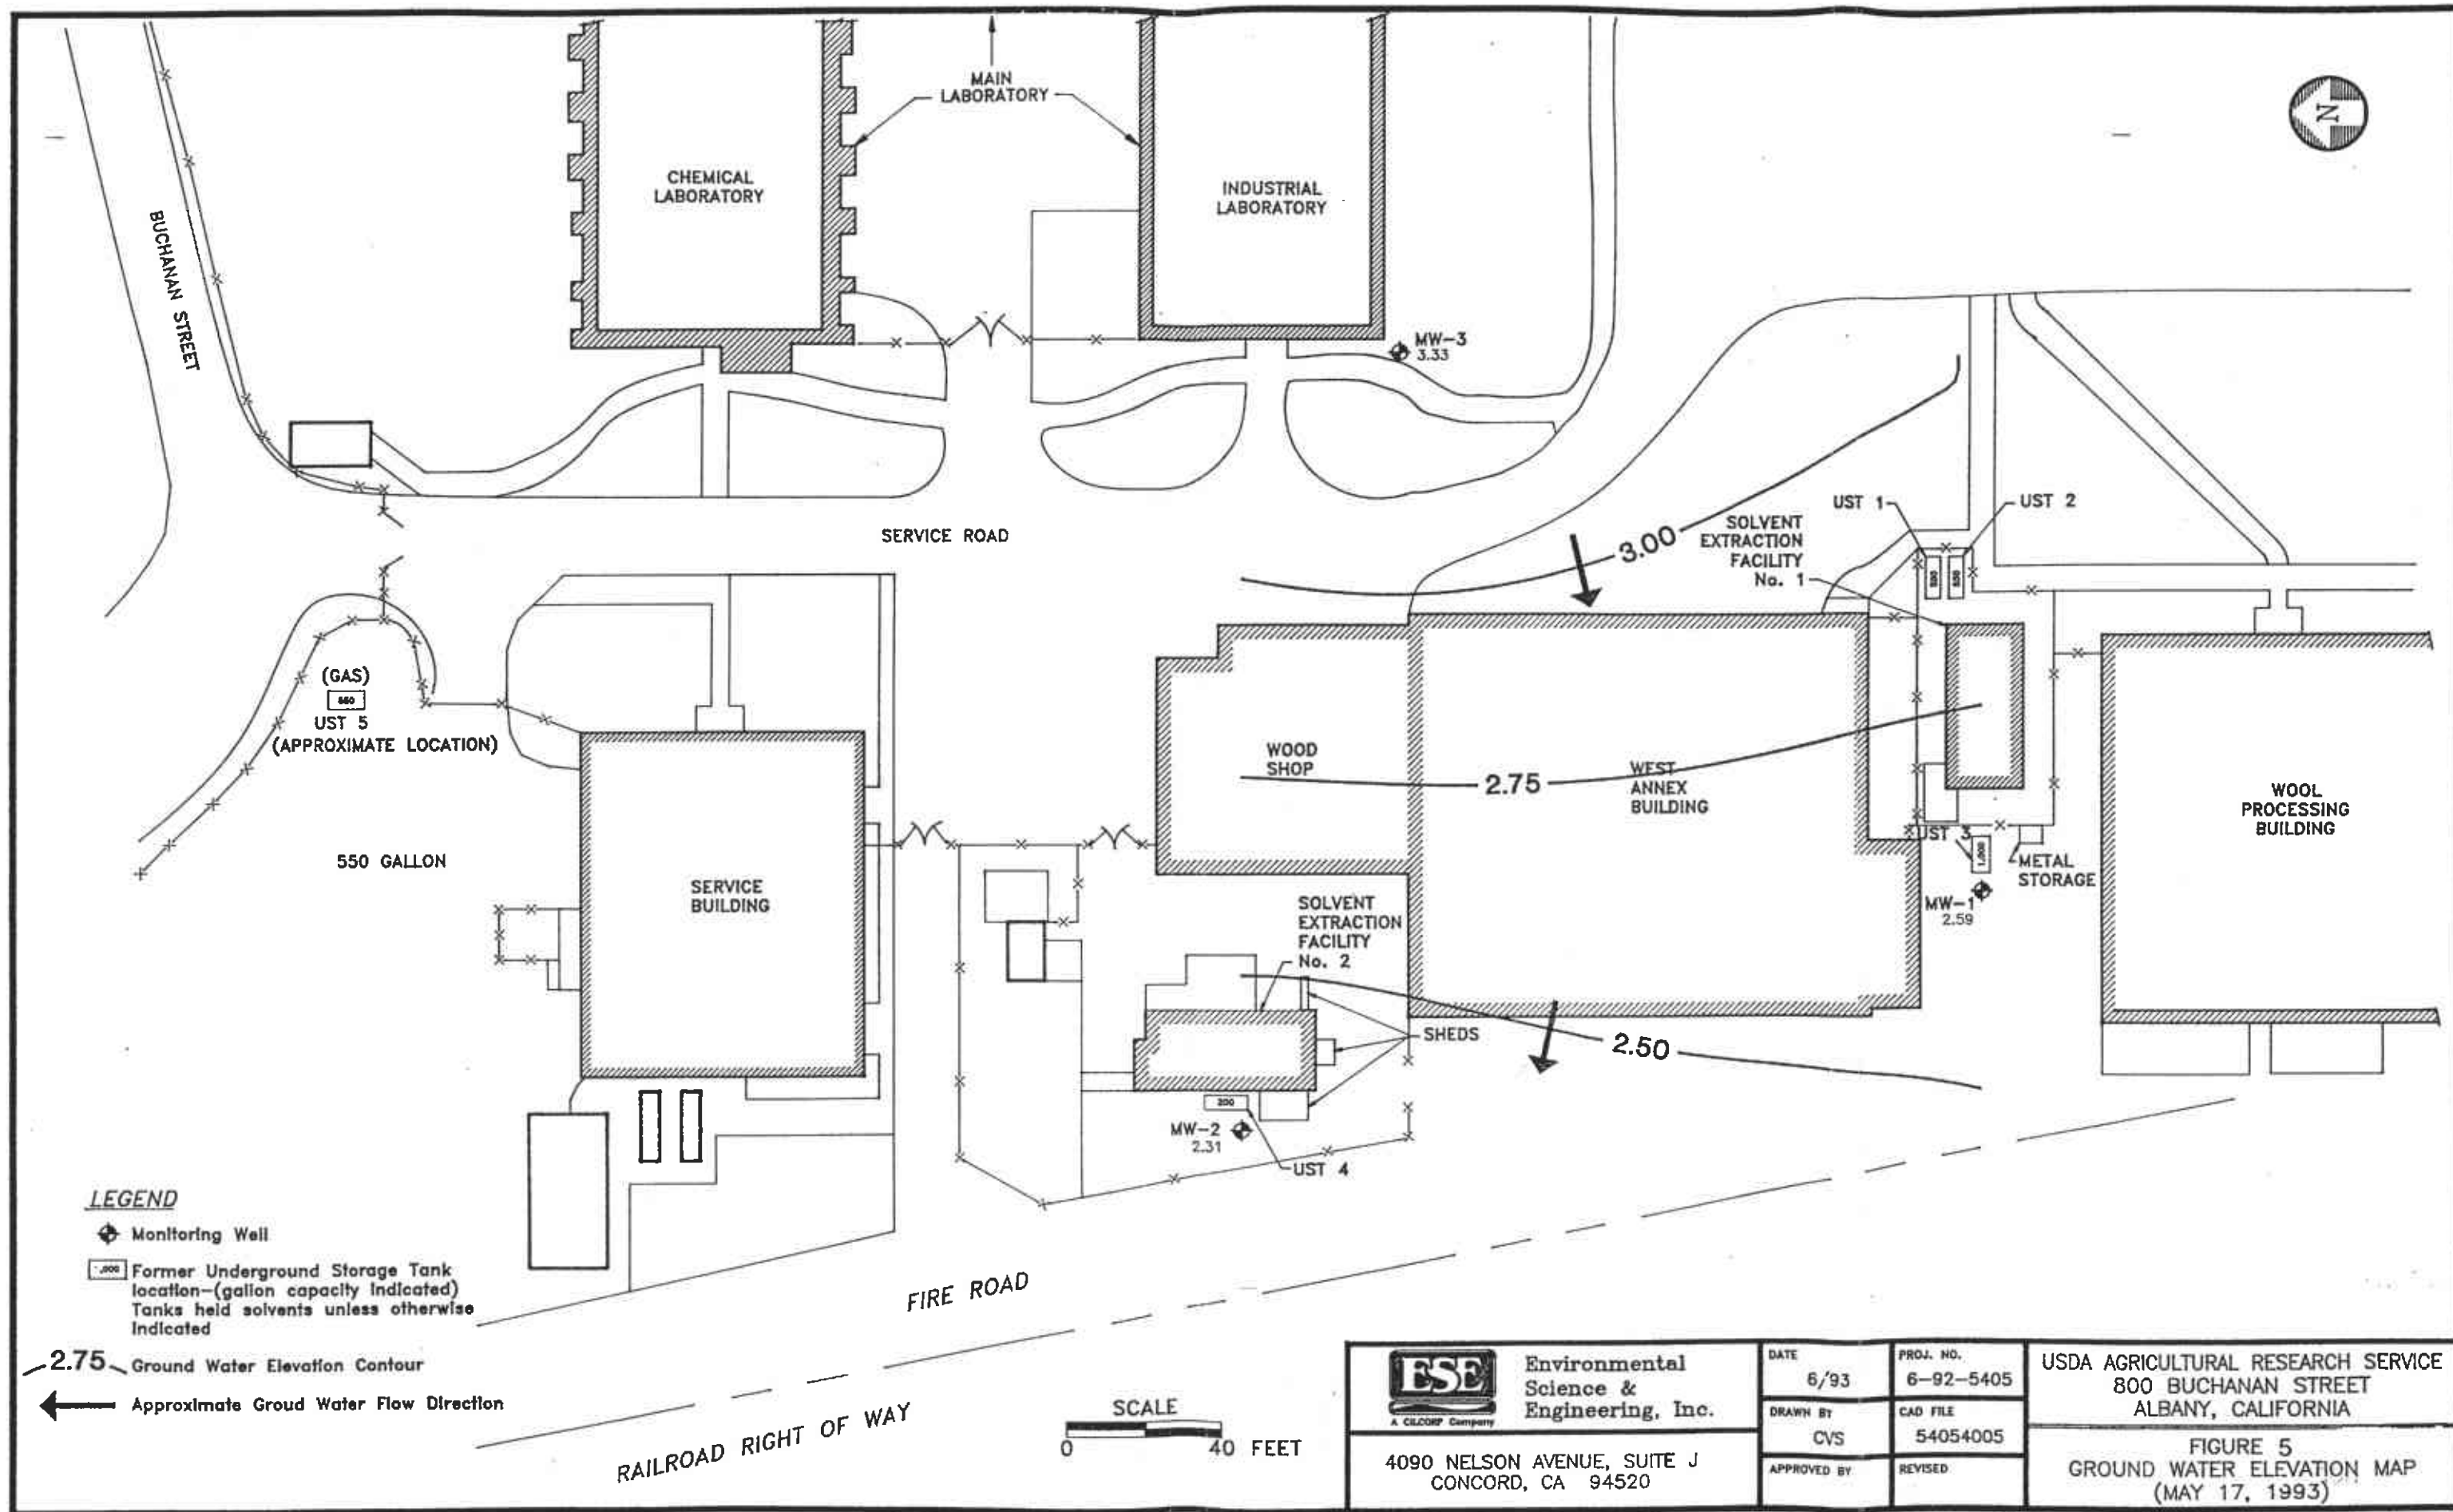 MAIN
LABORATORY
N
CHEMICAL
LABORATORY
INDUSTRIAL
LABORATORY
BUCHANAN STREET
MW-3
3.33
SERVICE ROAD
3.00
SOLVENT
EXTRACTION
FACILITY
No. 1
UST 1
UST 2
(GAS)
550
UST 5
(APPROXIMATE LOCATION)
550 GALLON
SERVICE
BUILDING
WOOD
SHOP
2.75
WEST
ANNEX
BUILDING
UST 3
1,000
METAL
STORAGE
MW-1
2.59
WOOL
PROCESSING
BUILDING
SOLVENT
EXTRACTION
FACILITY
No. 2
SHEDS
2.50
200
MW-2
2.31
UST 4
LEGEND
Monitoring Well
Former Underground Storage Tank
location-(gallon capacity indicated)
Tanks held solvents unless otherwise
indicated
2.75 Ground Water Elevation Contour
Approximate Groud Water Flow Direction
FIRE ROAD
RAILROAD RIGHT OF WAY
SCALE
0 40 FEET
ESE
A CILCORP Company
Environmental
Science &
Engineering, Inc.
4090 NELSON AVENUE, SUITE J
CONCORD, CA 94520
DATE
6/93
PROJ. NO.
6-92-5405
DRAWN BY
CVS
CAD FILE
54054005
APPROVED BY
REVISED
USDA AGRICULTURAL RESEARCH SERVICE
800 BUCHANAN STREET
ALBANY, CALIFORNIA
FIGURE 5
GROUND WATER ELEVATION MAP
(MAY 17, 1993)